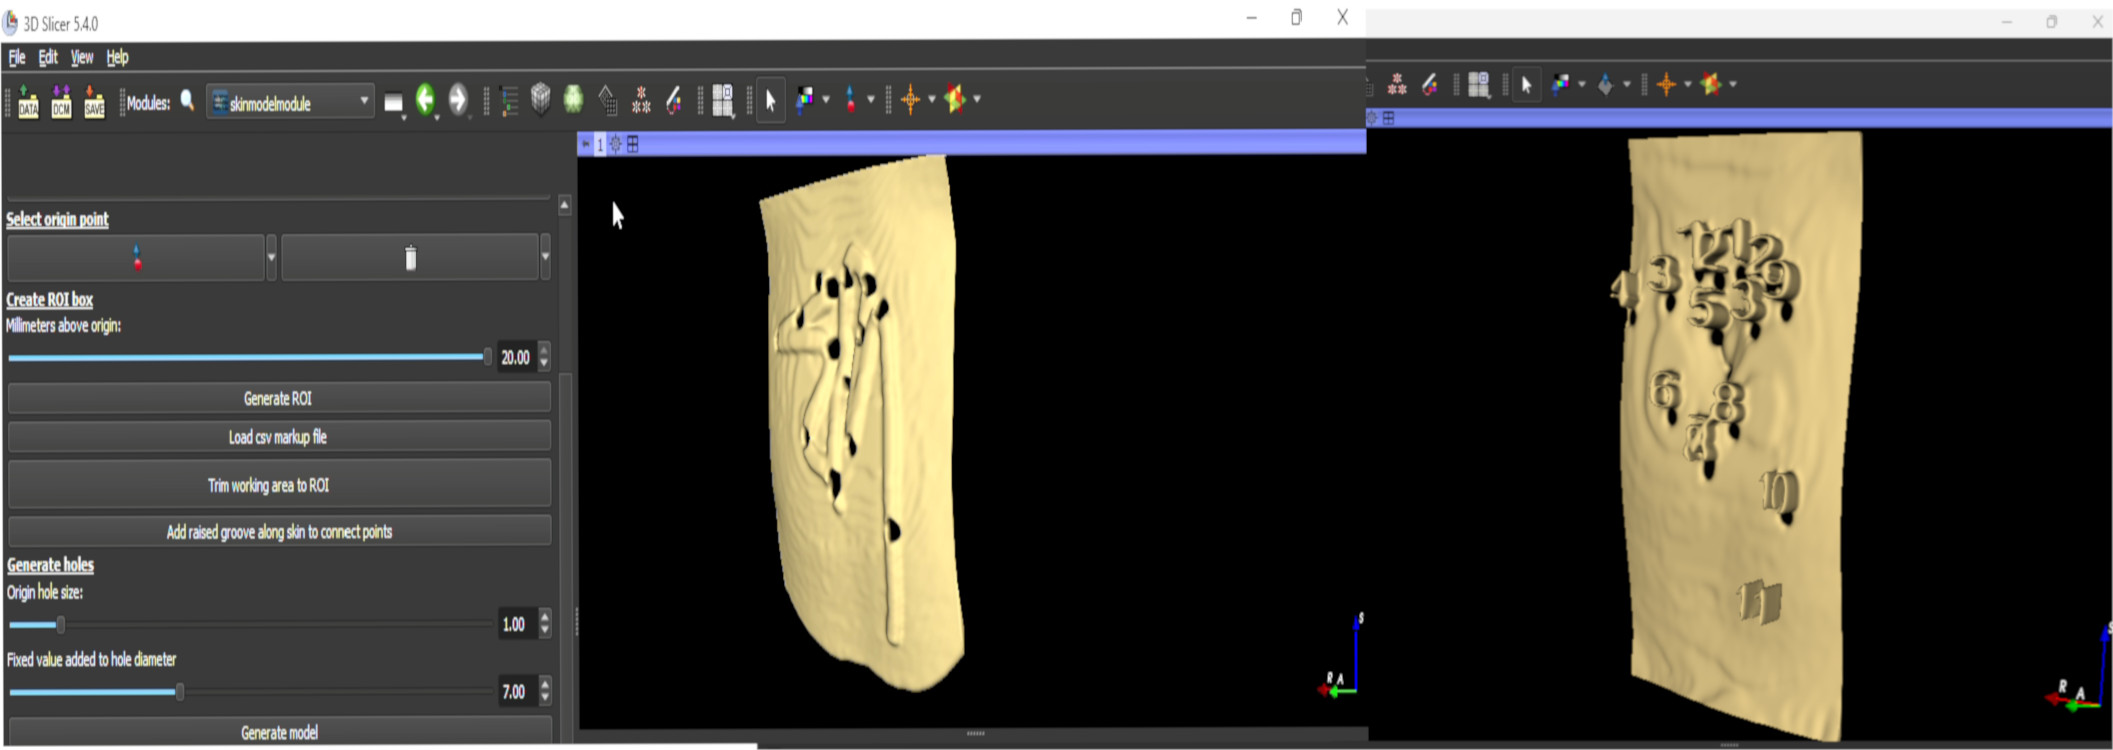 3D Slicer 5.4.0
File Edit View Help
DATA DCM SAVE Modules: skinmodelmodule
1
Select origin point
Create ROI box
Millimeters above origin:
20.00
Generate ROI
Load csv markup file
Trim working area to ROI
Add raised groove along skin to connect points
Generate holes
Origin hole size:
1.00
Fixed value added to hole diameter
7.00
Generate model
S
R A
12 1 2
4 3 9
5 3
6 8
10
11
S
R A